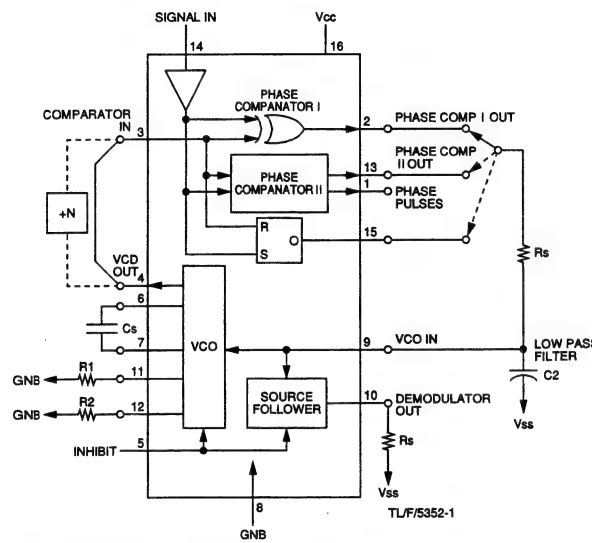 SIGNAL IN
Vcc
14
16
PHASE
COMPANATOR I
COMPARATOR
IN
3
2
PHASE COMP I OUT
PHASE COMP
II OUT
13
PHASE
COMPANATOR II
1
PHASE
PULSES
+N
R
S
O
15
VCD
OUT
4
Rs
6
Cs
7
VCO
9
VCO IN
LOW PASS
FILTER
C2
Vss
GNB
R1
11
GNB
R2
12
SOURCE
FOLLOWER
10
DEMODULATOR
OUT
Rs
Vss
INHIBIT
5
8
GNB
TL/F/5352-1